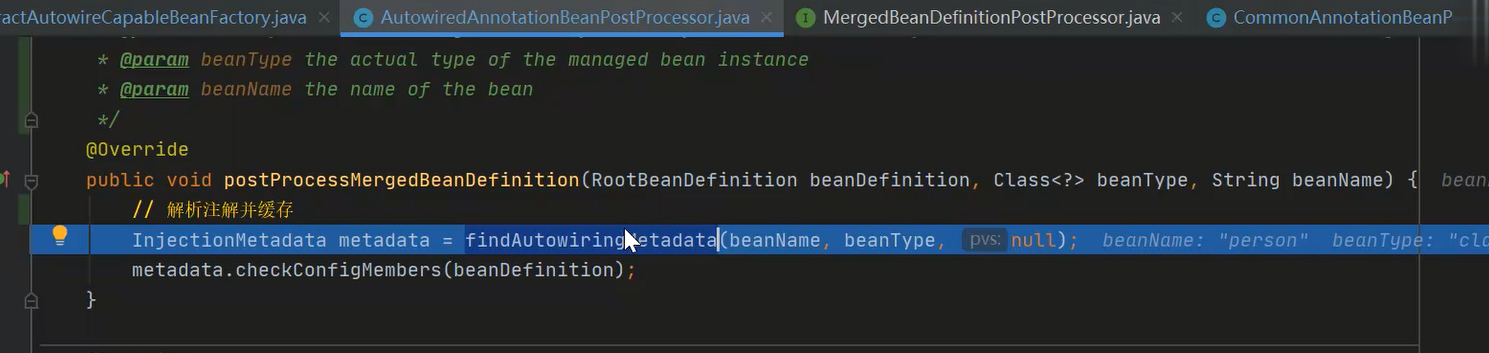 ractAutowireCapableBeanFactory.java AutowiredAnnotationBeanPostProcessor.java MergedBeanDefinitionPostProcessor.java CommonAnnotationBeanP
* @param beanType the actual type of the managed bean instance
* @param beanName the name of the bean
*/
@Override
public void postProcessMergedBeanDefinition(RootBeanDefinition beanDefinition, Class<?> beanType, String beanName) { bean
// 解析注解并缓存
InjectionMetadata metadata = findAutowiringMetadata(beanName, beanType, pvs: null); beanName: "person" beanType: "cla
metadata.checkConfigMembers(beanDefinition);
}